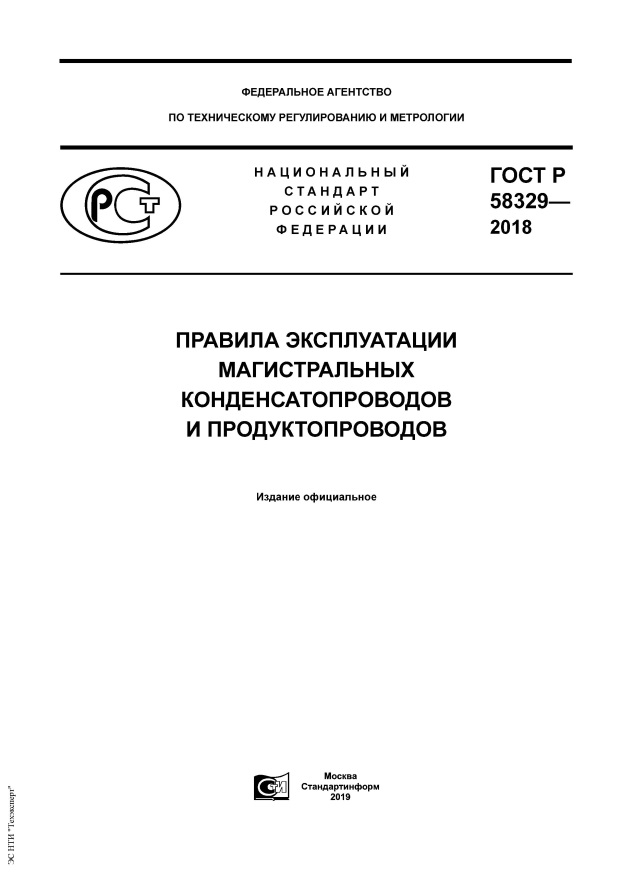 ФЕДЕРАЛЬНОЕ АГЕНТСТВО
ПО ТЕХНИЧЕСКОМУ РЕГУЛИРОВАНИЮ И МЕТРОЛОГИИ
НАЦИОНАЛЬНЫЙ
СТАНДАРТ
РОССИЙСКОЙ
ФЕДЕРАЦИИ
ГОСТ Р
58329—
2018
ПРАВИЛА ЭКСПЛУАТАЦИИ
МАГИСТРАЛЬНЫХ
КОНДЕНСАТОПРОВОДОВ
И ПРОДУКТОПРОВОДОВ
Издание официальное
Москва
Стандартинформ
2019
ЭС НТИ "Техэксперт"